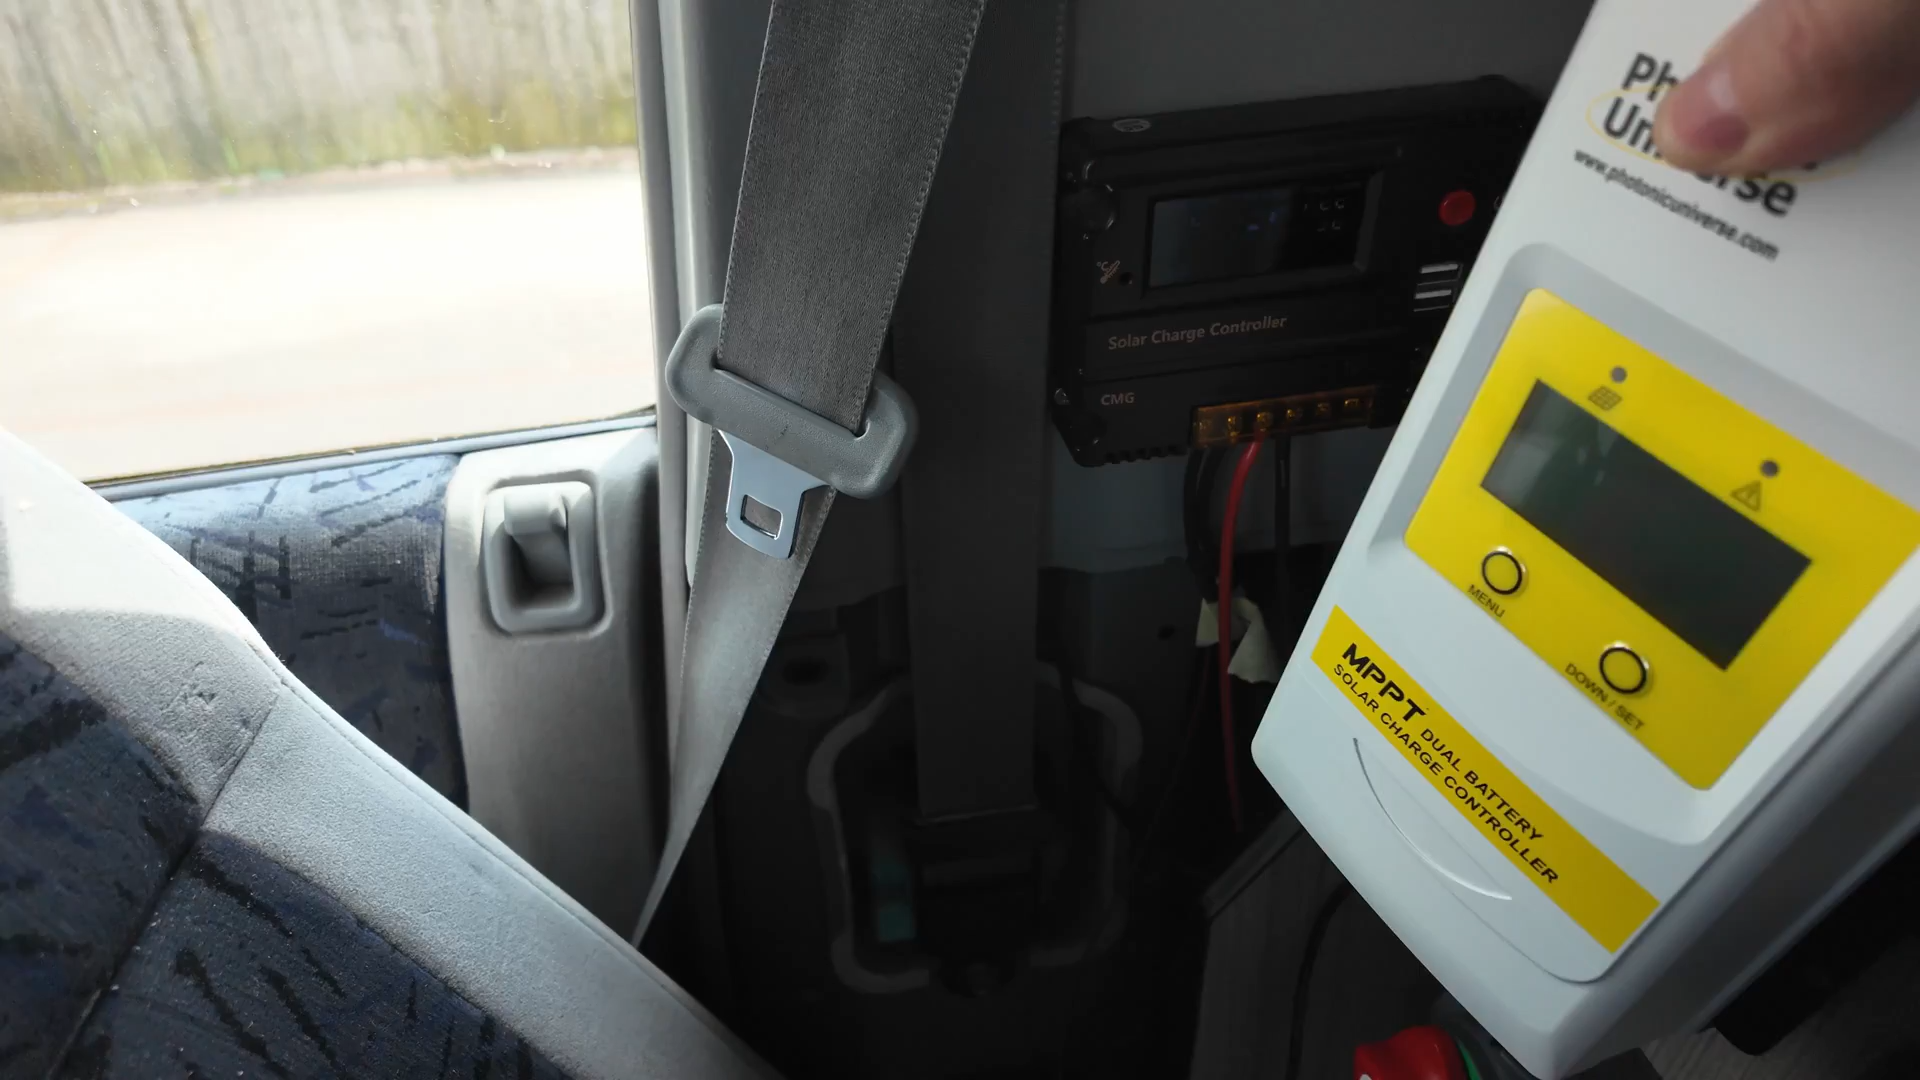 Solar Charge Controller
CMG
www.photonicuniverse.com
MENU
DOWN / SET
MPPT DUAL BATTERY
SOLAR CHARGE CONTROLLER